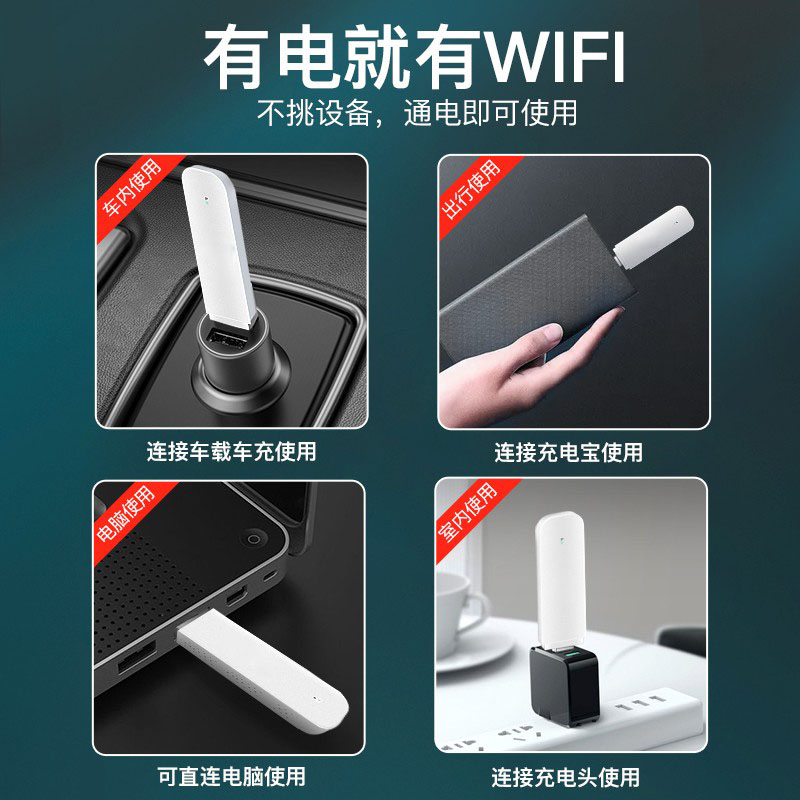 有电就有WIFI
不挑设备，通电即可使用
车内使用
出行使用
连接车载车充使用
连接充电宝使用
电脑使用
室内使用
可直连电脑使用
连接充电头使用